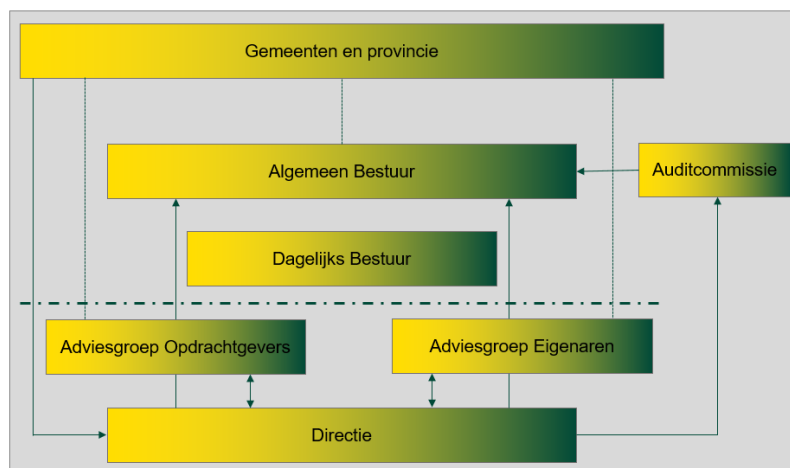 Gemeenten en provincie
Algemeen Bestuur
Auditcommissie
Dagelijks Bestuur
Adviesgroep Opdrachtgevers
Adviesgroep Eigenaren
Directie